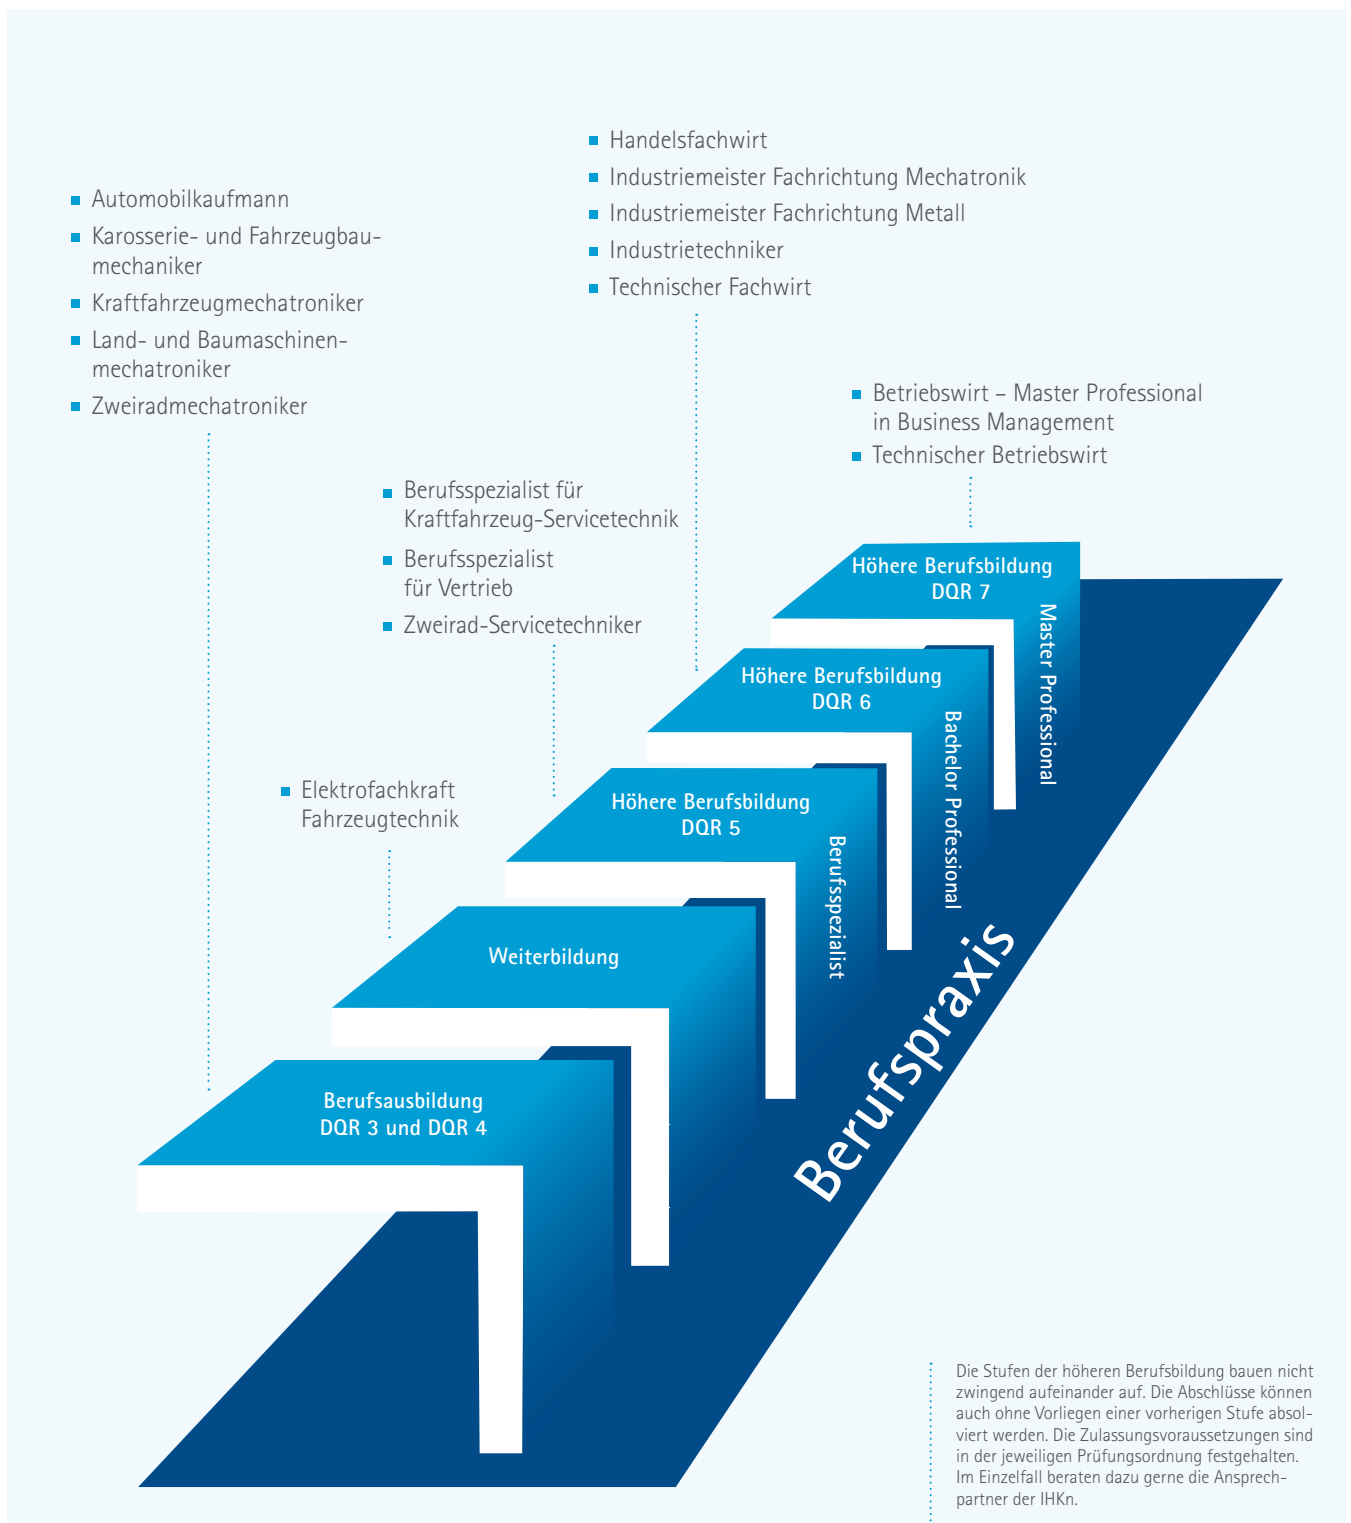 Automobilkaufmann
Karosserie- und Fahrzeugbau-
mechaniker
Kraftfahrzeugmechatroniker
Land- und Baumaschinen-
mechatroniker
Zweiradmechatroniker
Handelsfachwirt
Industriemeister Fachrichtung Mechatronik
Industriemeister Fachrichtung Metall
Industrietechniker
Technischer Fachwirt
Betriebswirt – Master Professional
in Business Management
Technischer Betriebswirt
Berufsspezialist für
Kraftfahrzeug-Servicetechnik
Berufsspezialist
für Vertrieb
Zweirad-Servicetechniker
Elektrofachkraft
Fahrzeugtechnik
Höhere Berufsbildung
DQR 7
Master Professional
Höhere Berufsbildung
DQR 6
Bachelor Professional
Höhere Berufsbildung
DQR 5
Berufsspezialist
Weiterbildung
Berufsausbildung
DQR 3 und DQR 4
Berufspraxis
Die Stufen der höheren Berufsbildung bauen nicht
zwingend aufeinander auf. Die Abschlüsse können
auch ohne Vorliegen einer vorherigen Stufe absol-
viert werden. Die Zulassungsvoraussetzungen sind
in der jeweiligen Prüfungsordnung festgehalten.
Im Einzelfall beraten dazu gerne die Ansprech-
partner der IHKn.